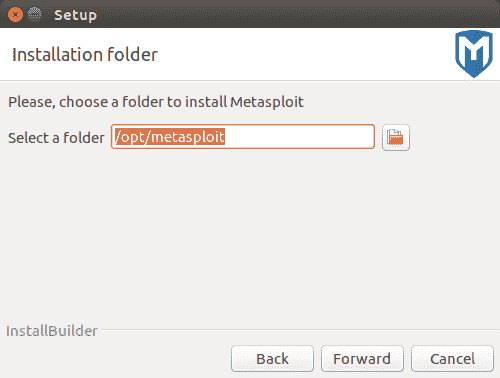 Setup
Installation folder
Please, choose a folder to install Metasploit
Select a folder /opt/metasploit
InstallBuilder
Back Forward Cancel